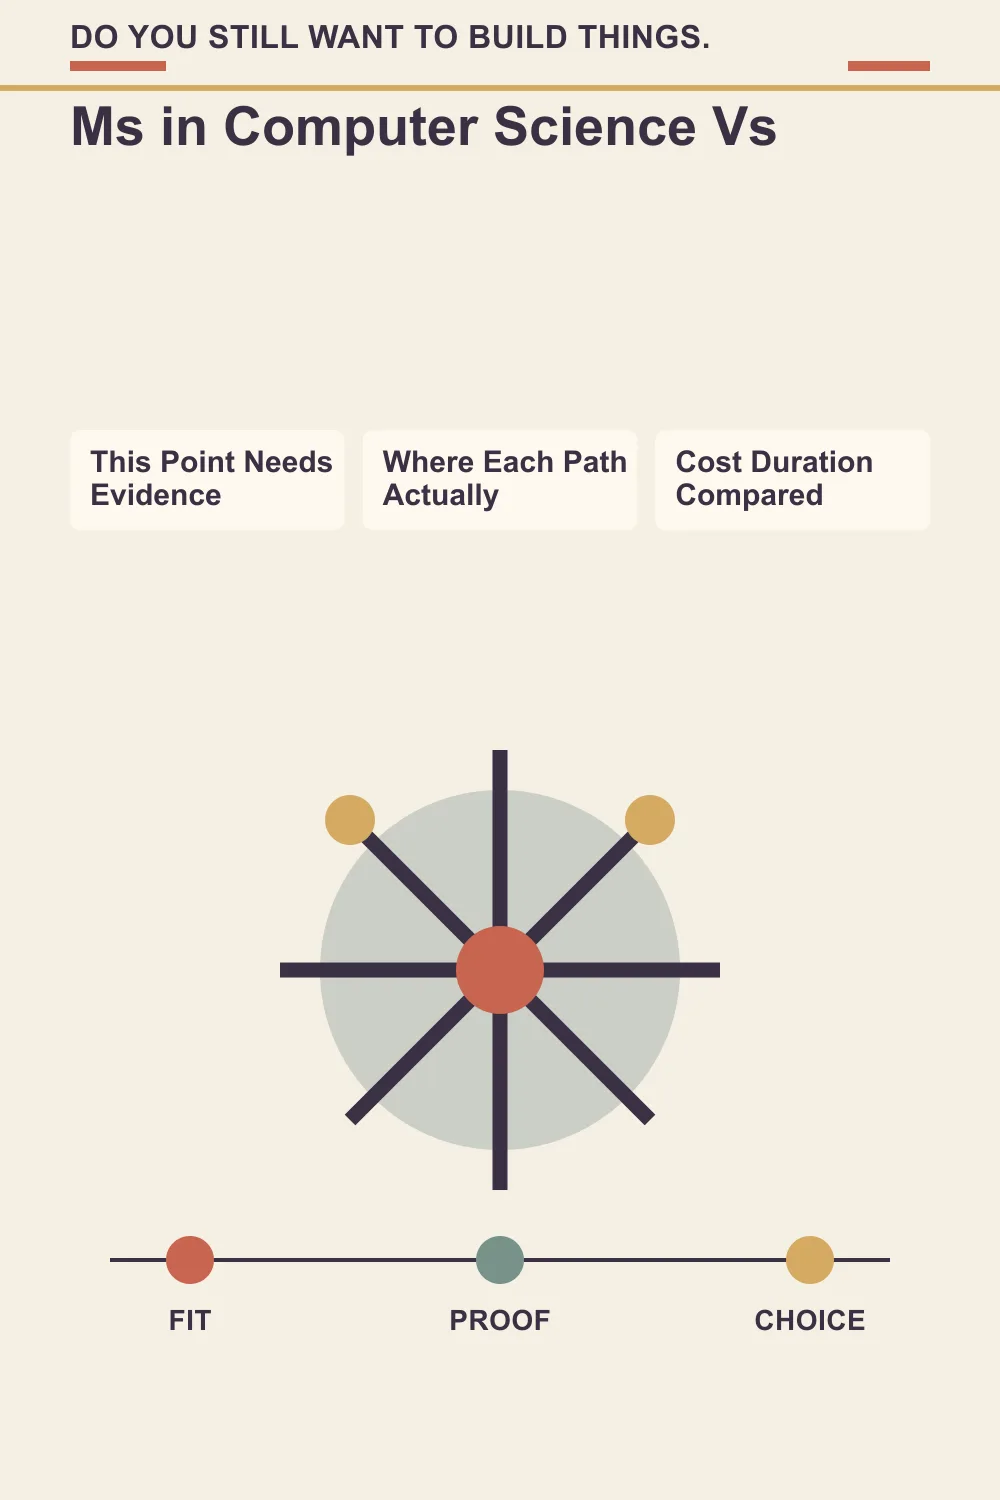 DO YOU STILL WANT TO BUILD THINGS.
Ms in Computer Science Vs
This Point Needs
Evidence
Where Each Path
Actually
Cost Duration
Compared
FIT
PROOF
CHOICE